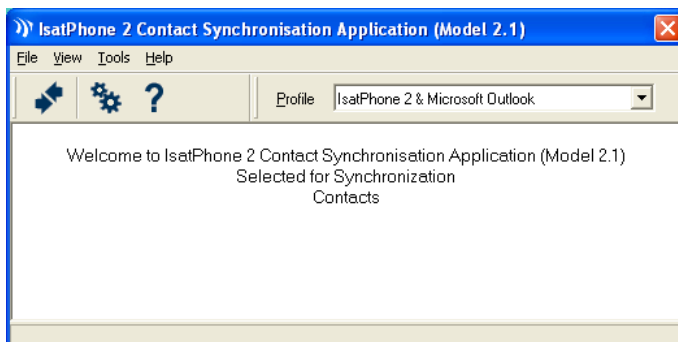 IsatPhone 2 Contact Synchronisation Application (Model 2.1)
File View Tools Help
Profile IsatPhone 2 & Microsoft Outlook
Welcome to IsatPhone 2 Contact Synchronisation Application (Model 2.1)
Selected for Synchronization
Contacts